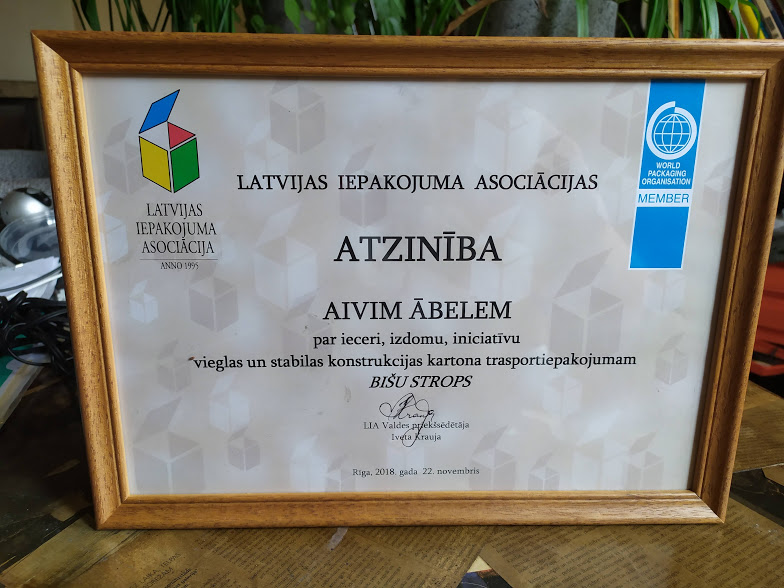 LATVIJAS
IEPAKOJUMA
ASOCIĀCIJA
ANNO 1995
WORLD
PACKAGING
ORGANISATION
MEMBER
LATVIJAS IEPAKOJUMA ASOCIĀCIJAS
ATZINĪBA
AIVIM ĀBELEM
par ieceri, izdomu, iniciatīvu
vieglas un stabilas konstrukcijas kartona trasportiepakojumam
BIŠU STROPS
LIA Valdes priekšsēdētāja
Iveta Krauja
Rīga, 2018. gada 22. novembris